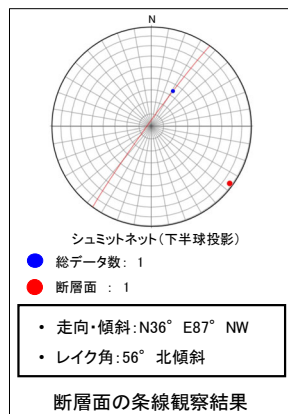 N
シュミットネット(下半球投影)
総データ数: 1
断層面 : 1
• 走向・傾斜:N36° E87° NW
• レイク角:56° 北傾斜
断層面の条線観察結果